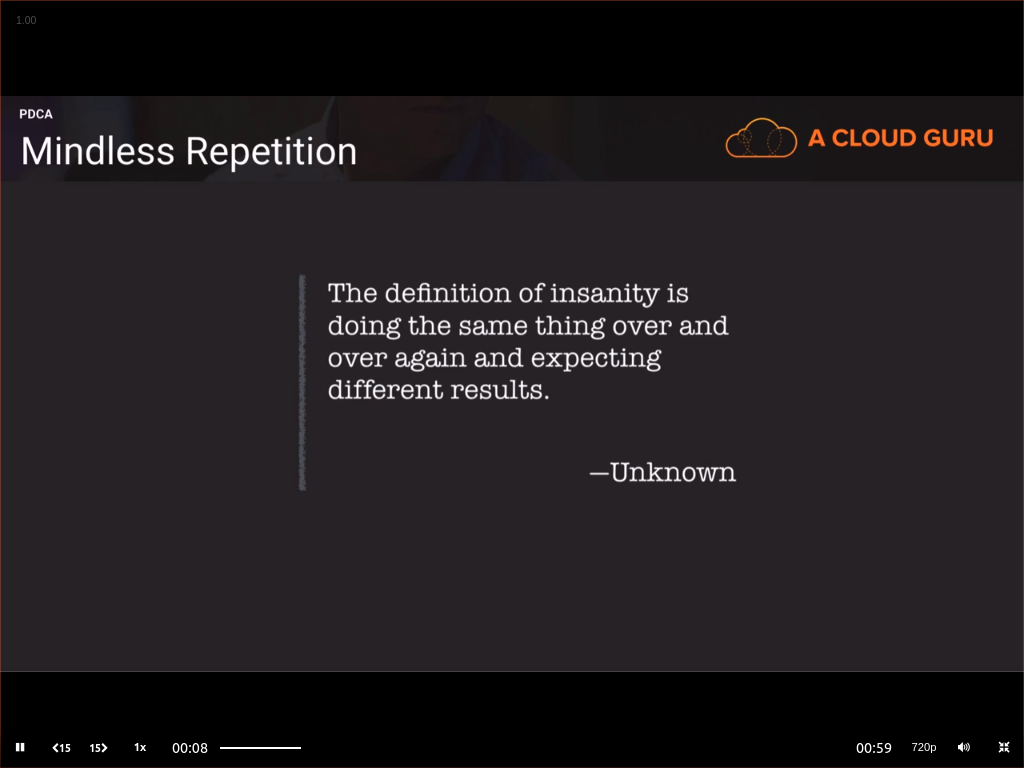 1.00
PDCA
Mindless Repetition
A CLOUD GURU
The definition of insanity is
doing the same thing over and
over again and expecting
different results.
—Unknown
15 15 1x 00:08 00:59 720p